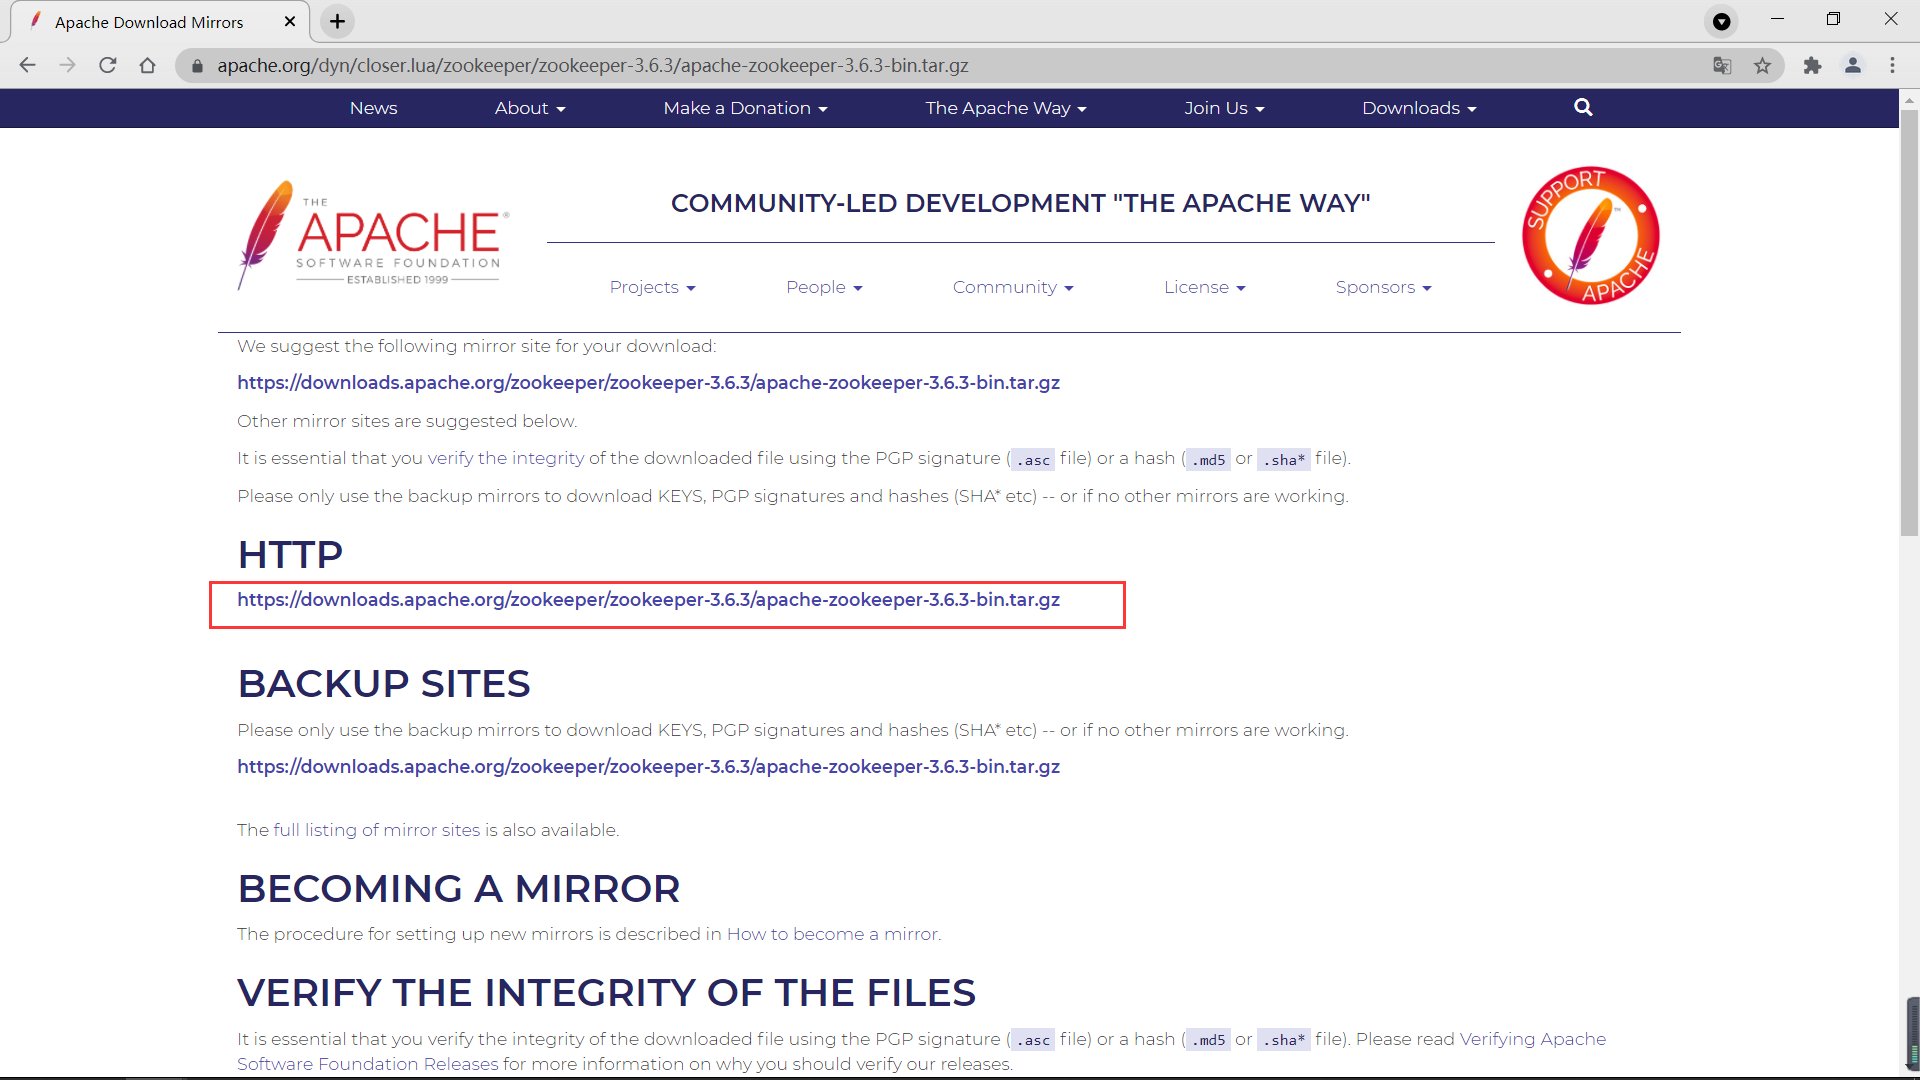 Apache Download Mirrors
apache.org/dyn/closer.lua/zookeeper/zookeeper-3.6.3/apache-zookeeper-3.6.3-bin.tar.gz
News About Make a Donation The Apache Way Join Us Downloads
THE
APACHE®
SOFTWARE FOUNDATION
ESTABLISHED 1999
COMMUNITY-LED DEVELOPMENT "THE APACHE WAY"
SUPPORT
APACHE
Projects People Community License Sponsors
We suggest the following mirror site for your download:
https://downloads.apache.org/zookeeper/zookeeper-3.6.3/apache-zookeeper-3.6.3-bin.tar.gz
Other mirror sites are suggested below.
It is essential that you verify the integrity of the downloaded file using the PGP signature (.asc file) or a hash (.md5 or .sha* file).
Please only use the backup mirrors to download KEYS, PGP signatures and hashes (SHA* etc) -- or if no other mirrors are working.
HTTP
https://downloads.apache.org/zookeeper/zookeeper-3.6.3/apache-zookeeper-3.6.3-bin.tar.gz
BACKUP SITES
Please only use the backup mirrors to download KEYS, PGP signatures and hashes (SHA* etc) -- or if no other mirrors are working.
https://downloads.apache.org/zookeeper/zookeeper-3.6.3/apache-zookeeper-3.6.3-bin.tar.gz
The full listing of mirror sites is also available.
BECOMING A MIRROR
The procedure for setting up new mirrors is described in How to become a mirror.
VERIFY THE INTEGRITY OF THE FILES
It is essential that you verify the integrity of the downloaded file using the PGP signature (.asc file) or a hash (.md5 or .sha* file). Please read Verifying Apache
Software Foundation Releases for more information on why you should verify our releases.